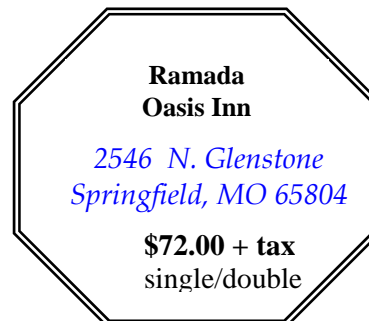 Ramada
Oasis Inn
2546 N. Glenstone
Springfield, MO 65804
$72.00 + tax
single/double